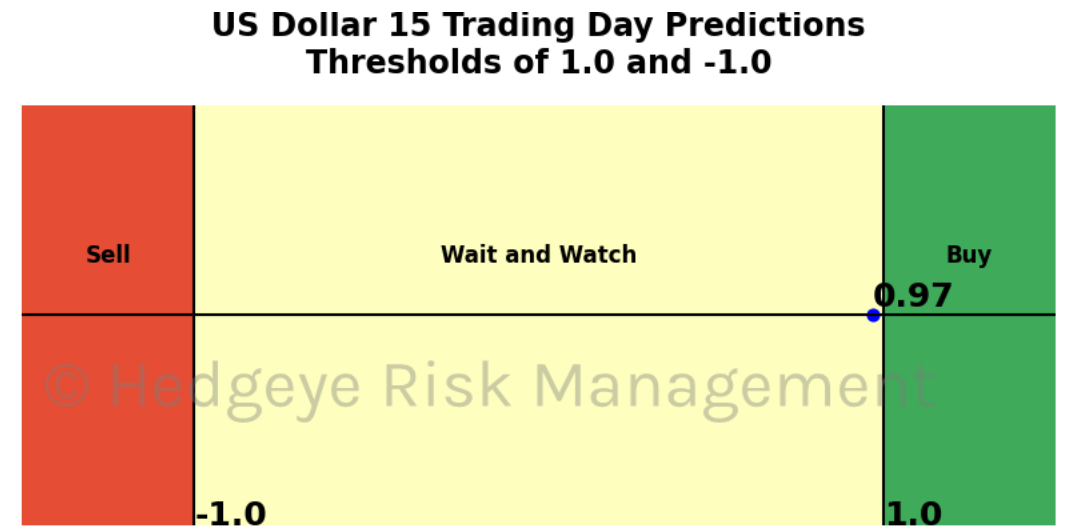 US Dollar 15 Trading Day Predictions
Thresholds of 1.0 and -1.0
Sell
Wait and Watch
Buy
0.97
© Hedgeye Risk Management
-1.0
1.0